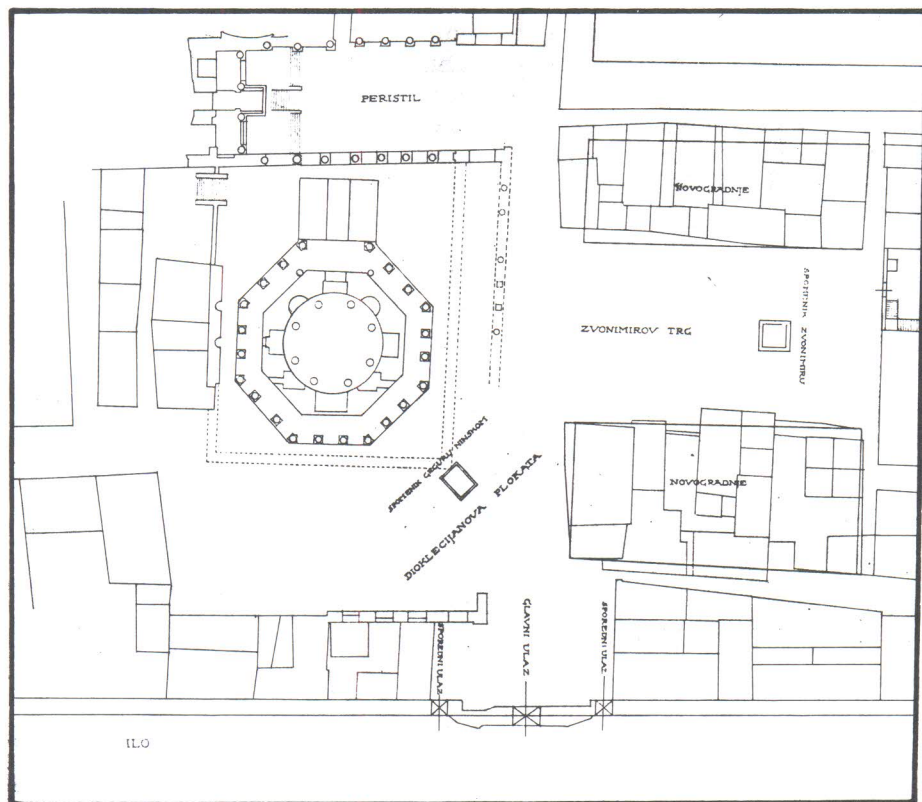 PERISTIL
NOVOGRADNJE
ZVONIMIROV TRG
SPOMENIK ZVONIMIRU
SPOMENIK GRGURU NINSKOM
NOVOGRADNJE
DIOKLECIJANOVA PLOKATA
SPOREDNI ULAZ
GLAVNI ULAZ
SPOREDNI ULAZ
ILO